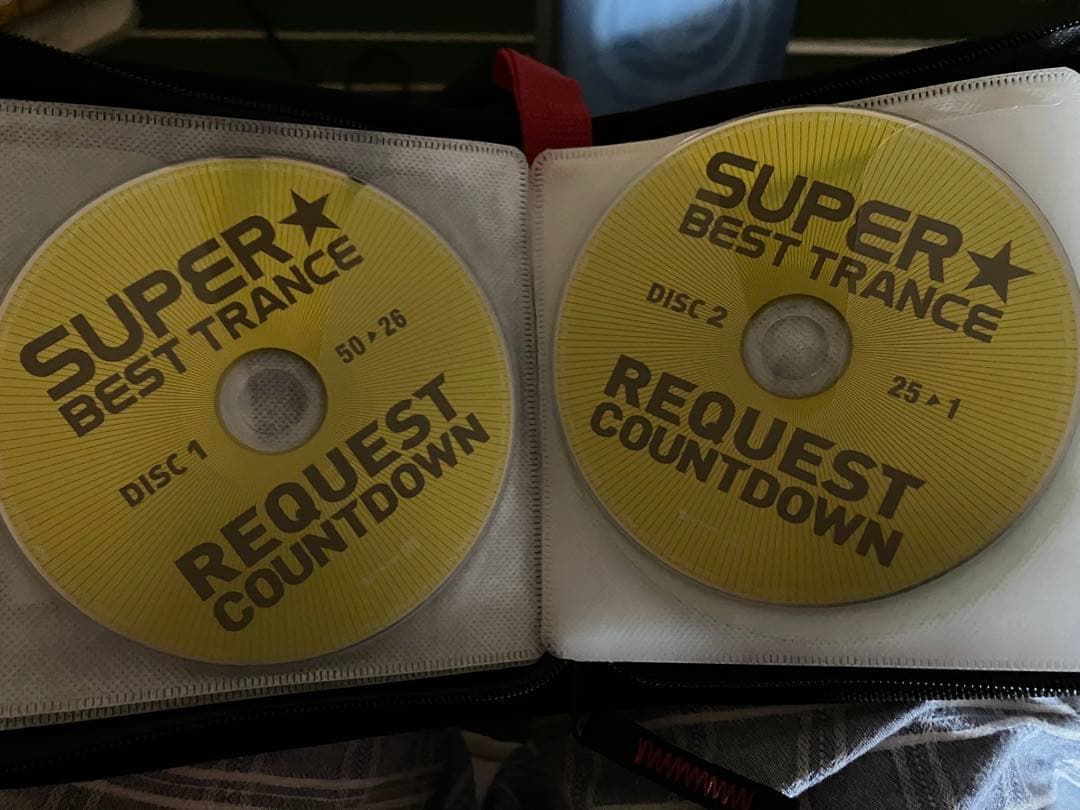 SUPER★
BEST TRANCE
50▶26
DISC 1
REQUEST
COUNTDOWN
SUPER★
BEST TRANCE
DISC 2
25▶1
REQUEST
COUNTDOWN